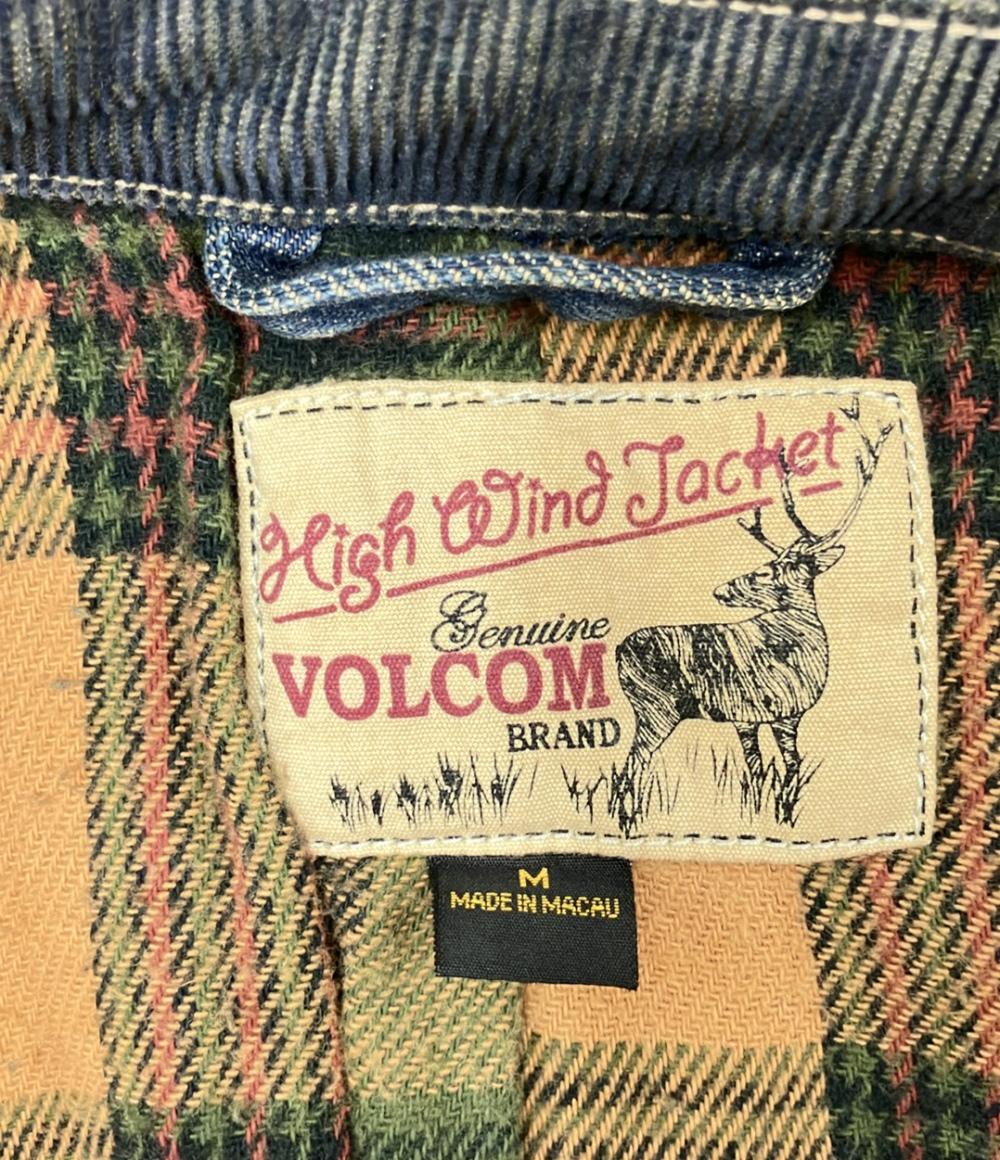 High Wind Jacket
Genuine
VOLCOM
BRAND
M
MADE IN MACAU